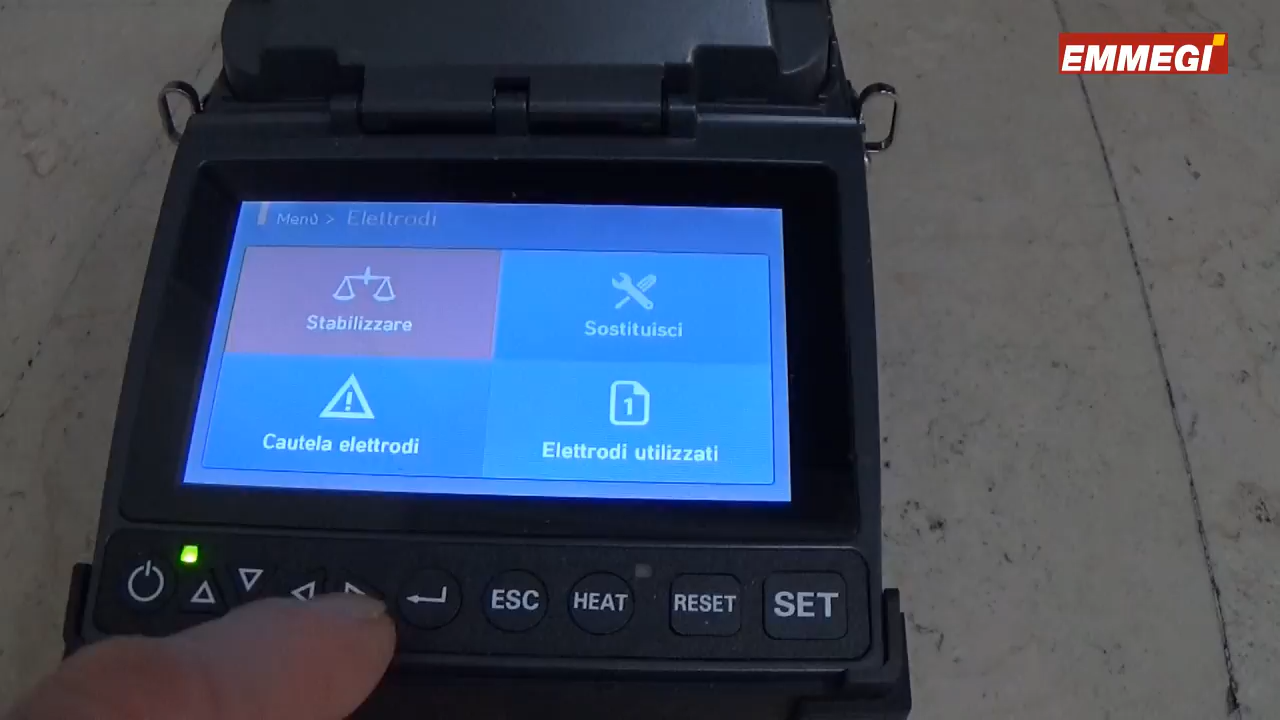 EMMEGI
Menù > Elettrodi
Stabilizzare
Sostituisci
Cautela elettrodi
1
Elettrodi utilizzati
ESC
HEAT
RESET
SET